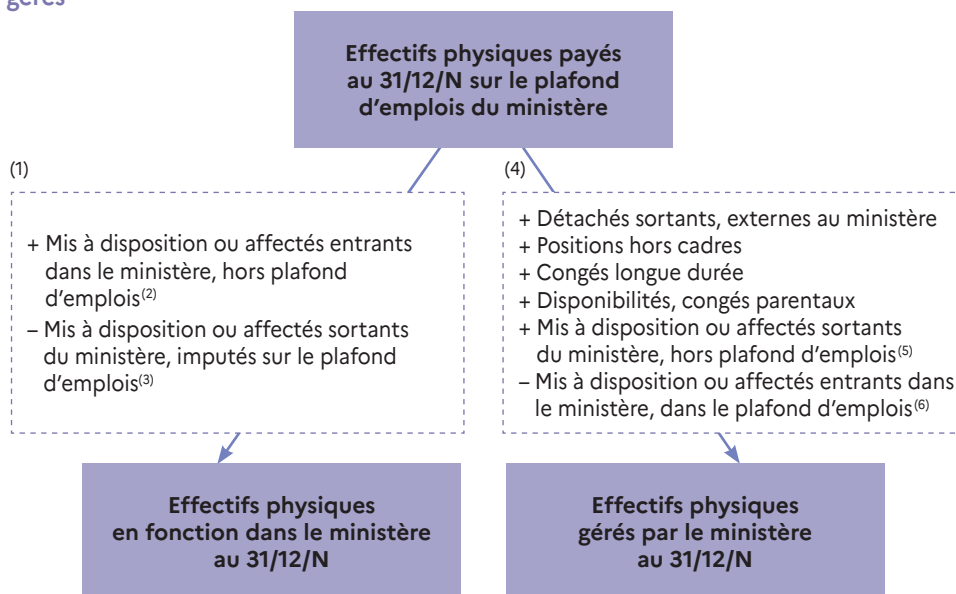 gérés
Effectifs physiques payés
au 31/12/N sur le plafond
d'emplois du ministère
(1)
+ Mis à disposition ou affectés entrants
dans le ministère, hors plafond
d'emplois(2)
– Mis à disposition ou affectés sortants
du ministère, imputés sur le plafond
d'emplois(3)
(4)
+ Détachés sortants, externes au ministère
+ Positions hors cadres
+ Congés longue durée
+ Disponibilités, congés parentaux
+ Mis à disposition ou affectés sortants
du ministère, hors plafond d'emplois(5)
– Mis à disposition ou affectés entrants dans
le ministère, dans le plafond d'emplois(6)
Effectifs physiques
en fonction dans le ministère
au 31/12/N
Effectifs physiques
gérés par le ministère
au 31/12/N